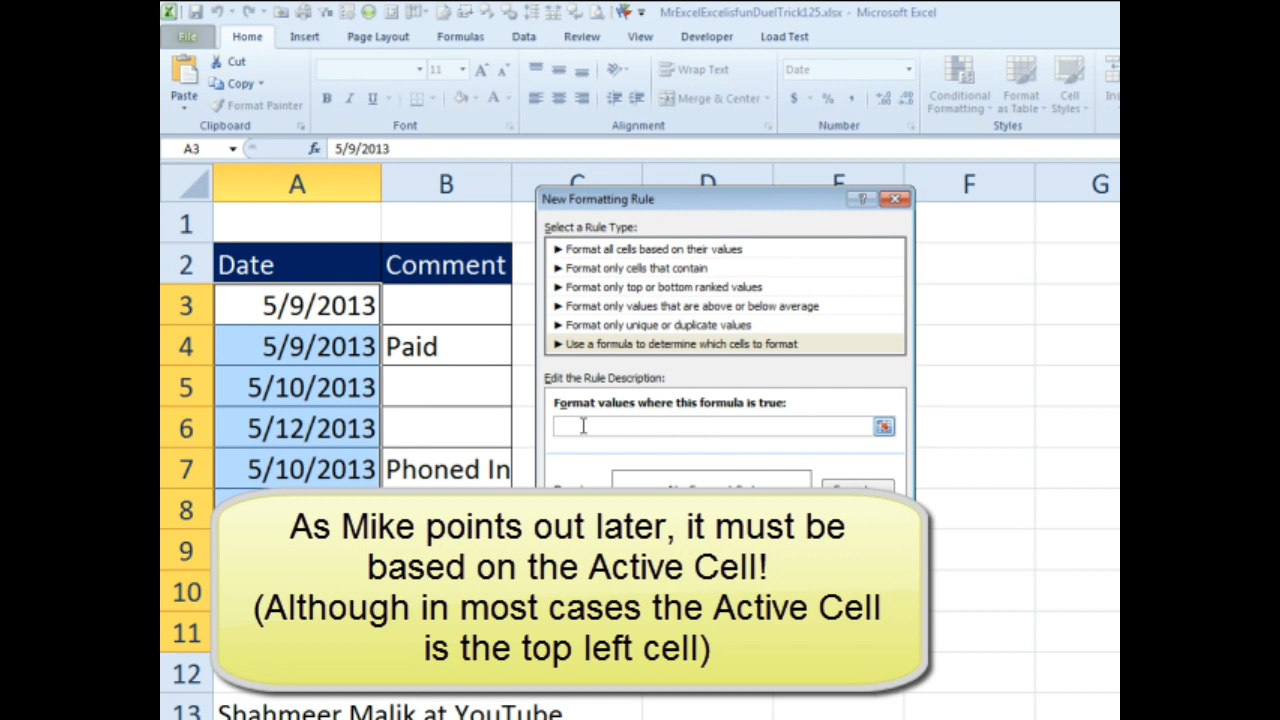 MrExcelExcelisfunDuelTrick125.xlsx - Microsoft Excel
File Home Insert Page Layout Formulas Data Review View Developer Load Test
Cut
Copy
Format Painter
Paste
Clipboard
11
B I U
Font
Wrap Text
Merge & Center
Alignment
Date
$ % ,
Number
Conditional Formatting
Format as Table
Cell Styles
Styles
A3 fx 5/9/2013
A B C D E F G
1
2 Date Comment
3 5/9/2013
4 5/9/2013 Paid
5 5/10/2013
6 5/12/2013
7 5/10/2013 Phoned In
8
9
10
11
12
13 Shahmeer Malik at YouTube
New Formatting Rule
Select a Rule Type:
► Format all cells based on their values
► Format only cells that contain
► Format only top or bottom ranked values
► Format only values that are above or below average
► Format only unique or duplicate values
► Use a formula to determine which cells to format
Edit the Rule Description:
Format values where this formula is true:
As Mike points out later, it must be
based on the Active Cell!
(Although in most cases the Active Cell
is the top left cell)